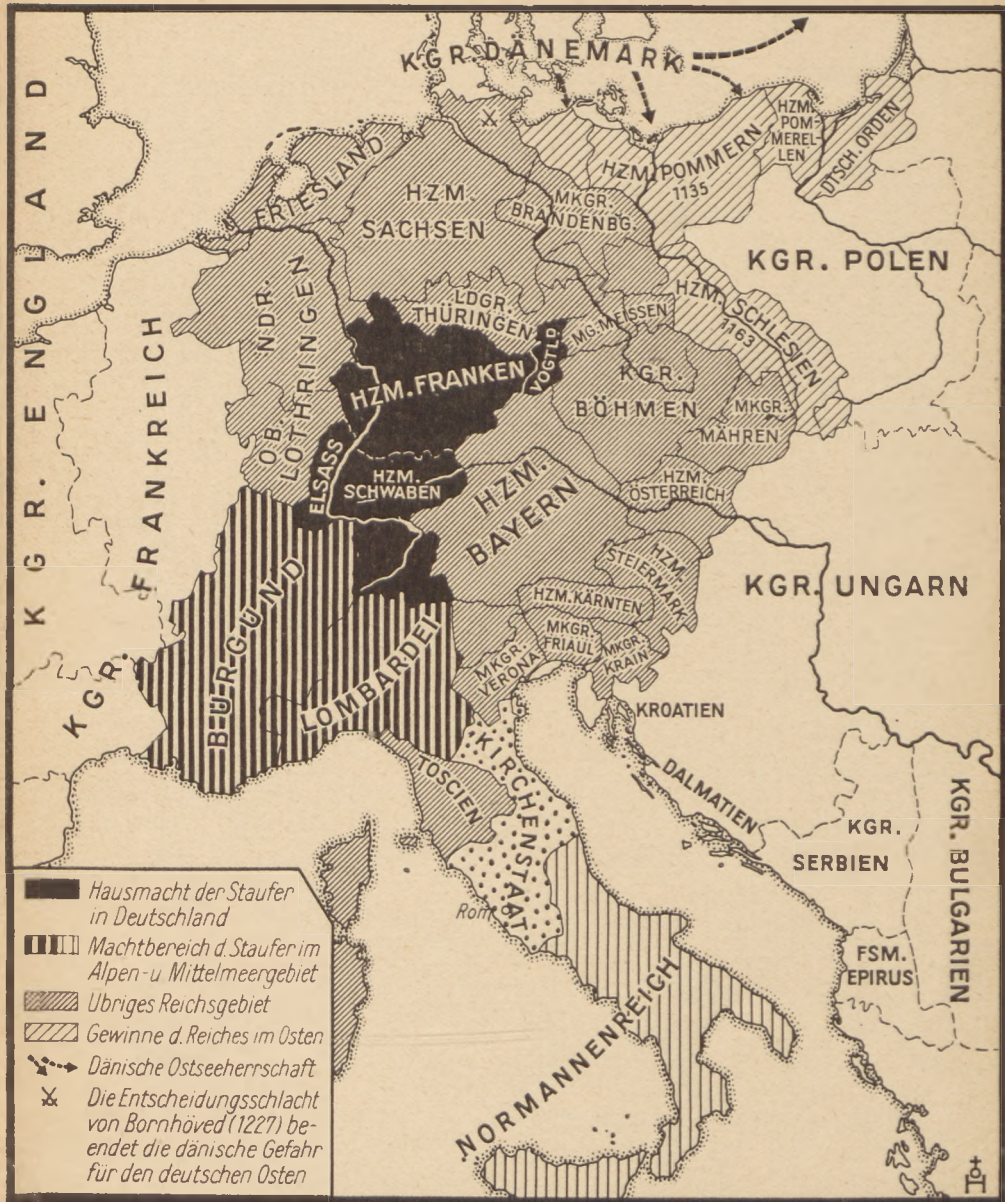 KGR. DÄNEMARK
KGR. ENGLAND
KGR. FRANKREICH
FRIESLAND
HZM.
SACHSEN
HZM. POMMERN
1135
HZM.
POM-
MEREL-
LEN
DTSCH. ORDEN
MKGR.
BRANDENBG.
KGR. POLEN
NDR.
OB.
LOTHRINGEN
LDGR.
THÜRINGEN
MG. MEISSEN
HZM. SCHLESIEN
1163
HZM. FRANKEN
VOGTLD.
KGR.
BÖHMEN
MKGR.
MÄHREN
ELSASS
HZM.
SCHWABEN
HZM.
BAYERN
HZM.
ÖSTERREICH
HZM.
STEIERMARK
KGR. UNGARN
BURGUND
LOMBARDEI
HZM. KÄRNTEN
MKGR.
FRIAUL
MKGR.
KRAIN
MKGR.
VERONA
KROATIEN
DALMATIEN
TOSCIEN
KIRCHENSTAAT
Rom
KGR.
SERBIEN
KGR. BULGARIEN
FSM.
EPIRUS
NORMANNENREICH
Hausmacht der Staufer
in Deutschland
Machtbereich d. Staufer im
Alpen- u. Mittelmeergebiet
Übriges Reichsgebiet
Gewinne d. Reiches im Osten
Dänische Ostseeherrschaft
Die Entscheidungsschlacht
von Bornhöved (1227) be-
endet die dänische Gefahr
für den deutschen Osten